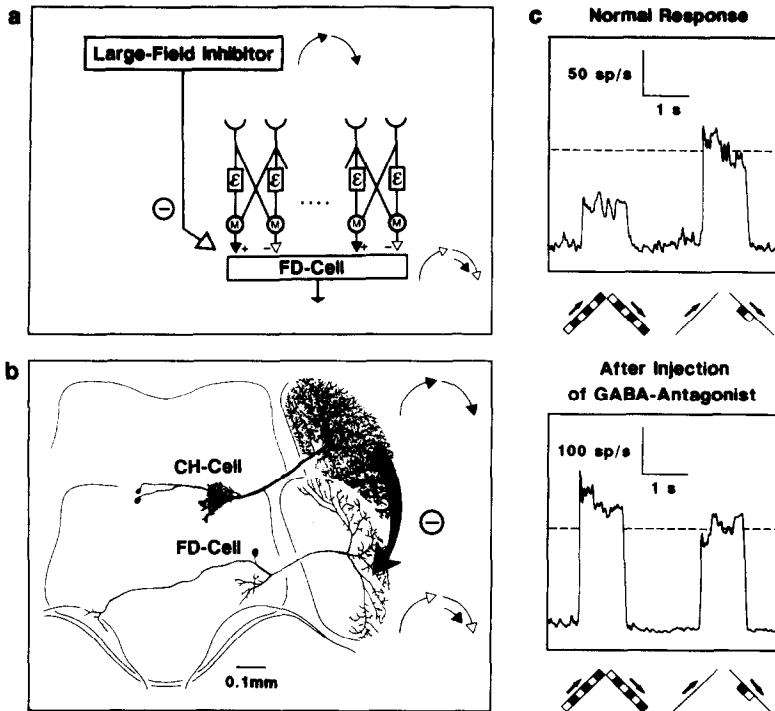 a
Large-Field Inhibitor
ε ε ε ε
M M M M
+ − + −
FD-Cell
b
CH-Cell
FD-Cell
0.1mm
c
Normal Response
50 sp/s
1 s
After Injection
of GABA-Antagonist
100 sp/s
1 s